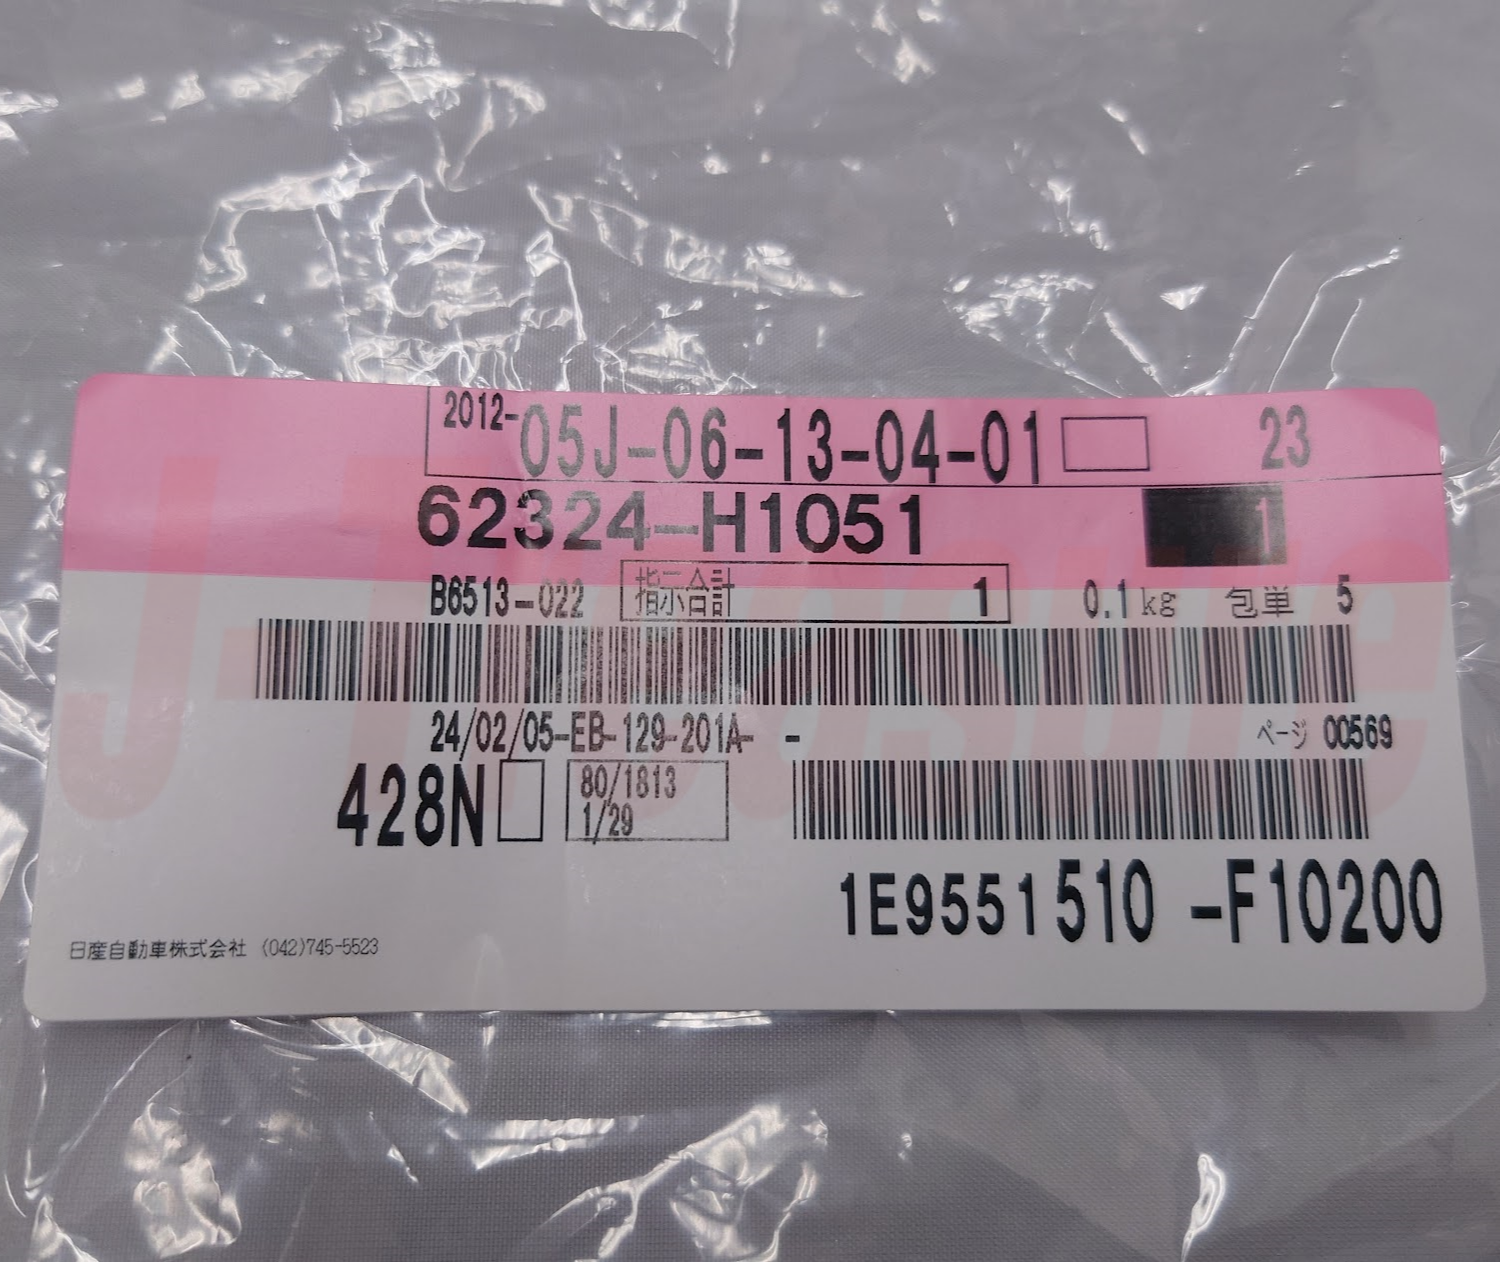 2012-05J-06-13-04-01 23
62324-H1051 1
B6513-022 指示合計 1 0.1kg 包単 5
24/02/05-EB-129-201A- - ページ 00569
428N 80/1813
1/29
1E9551510 -F10200
日産自動車株式会社 (042)745-5523